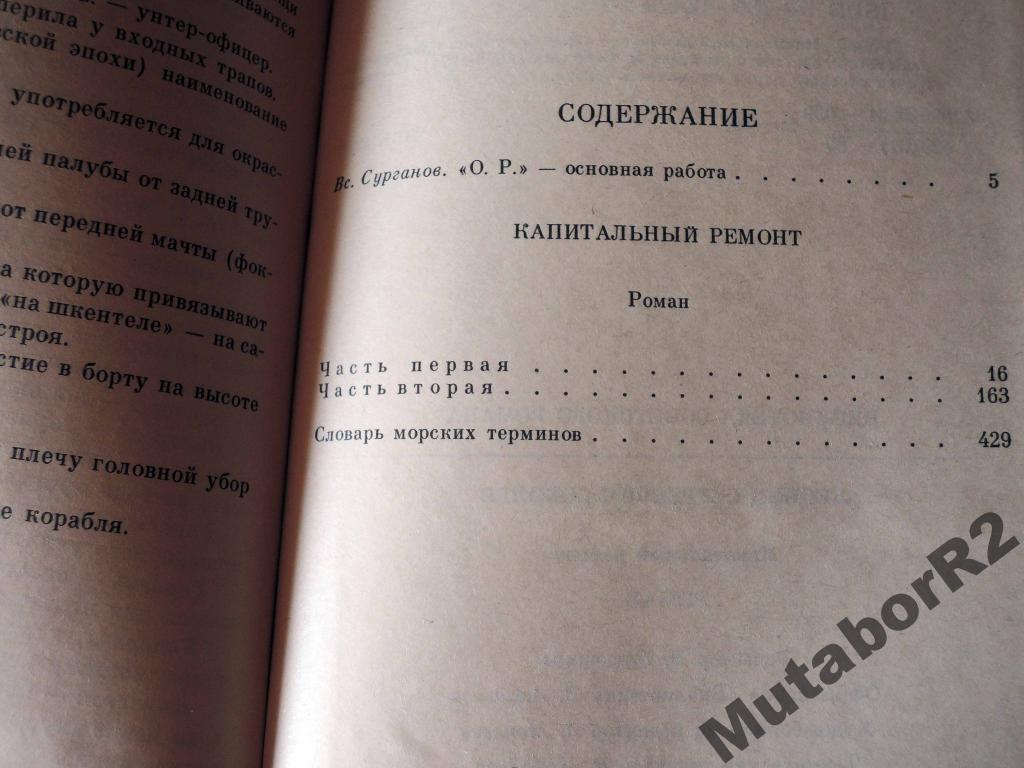 . — унтер-офицер.
перила у входных трапов.
ской эпохи) наименование
употребляется для окрас-
ей палубы от задней тру-
от передней мачты (фок-
а которую привязывают
«на шкентеле» — на са-
строя.
стие в борту на высоте
плечу головной убор
е корабля.
СОДЕРЖАНИЕ
Вс. Сурганов. «О. Р.» — основная работа . . . . . . . . 5
КАПИТАЛЬНЫЙ РЕМОНТ
Роман
Часть первая . . . . . . . . . . . . . . . 16
Часть вторая . . . . . . . . . . . . . . . . 163
Словарь морских терминов . . . . . . . . . . . . . 429
MutaborR2